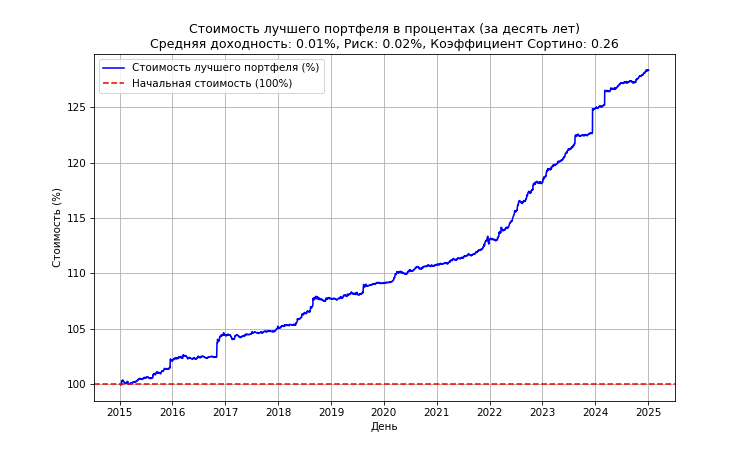 Стоимость лучшего портфеля в процентах (за десять лет)
Средняя доходность: 0.01%, Риск: 0.02%, Коэффициент Сортино: 0.26
Стоимость лучшего портфеля (%)
Начальная стоимость (100%)
Стоимость (%)
125
120
115
110
105
100
2015 2016 2017 2018 2019 2020 2021 2022 2023 2024 2025
День